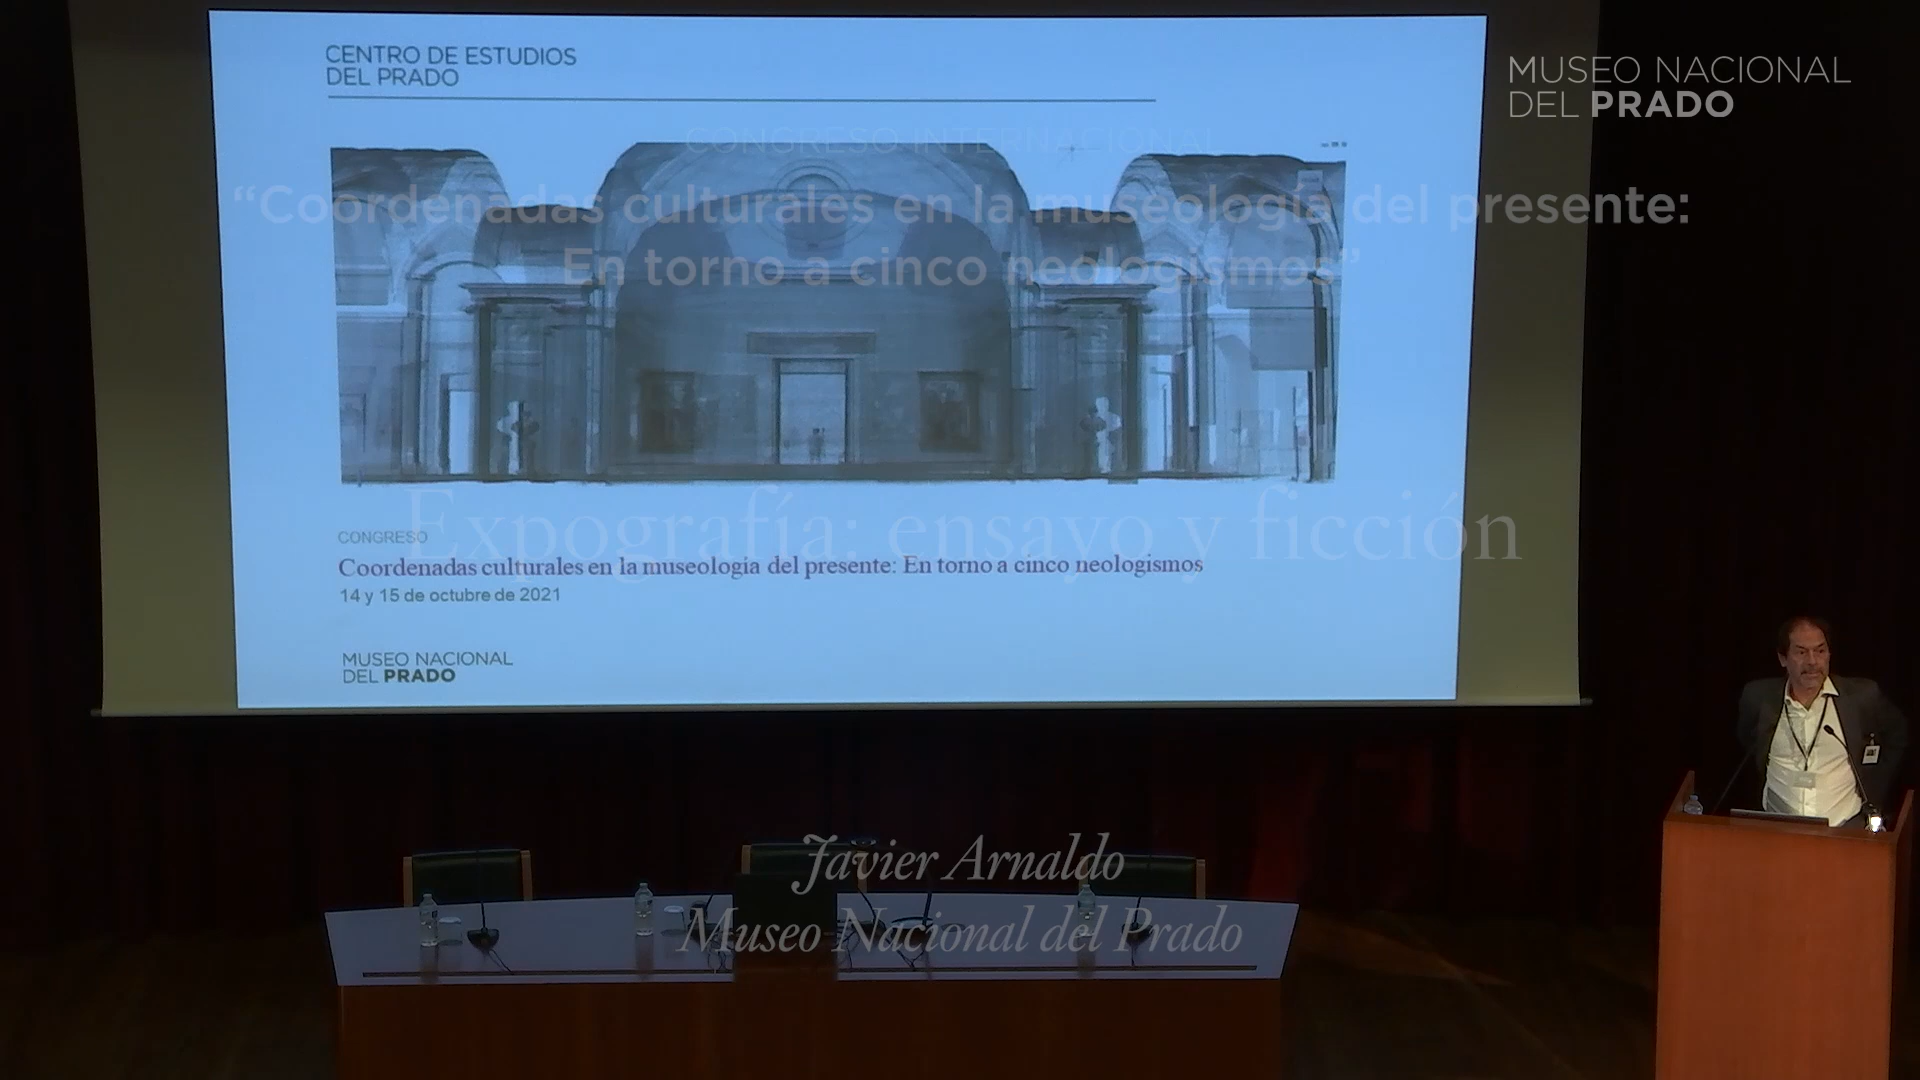 CENTRO DE ESTUDIOS
DEL PRADO
MUSEO NACIONAL
DEL PRADO
CONGRESO INTERNACIONAL
“Coordenadas culturales en la museología del presente:
En torno a cinco neologismos”
Expografía: ensayo y ficción
CONGRESO
Coordenadas culturales en la museología del presente: En torno a cinco neologismos
14 y 15 de octubre de 2021
MUSEO NACIONAL
DEL PRADO
Javier Arnaldo
Museo Nacional del Prado